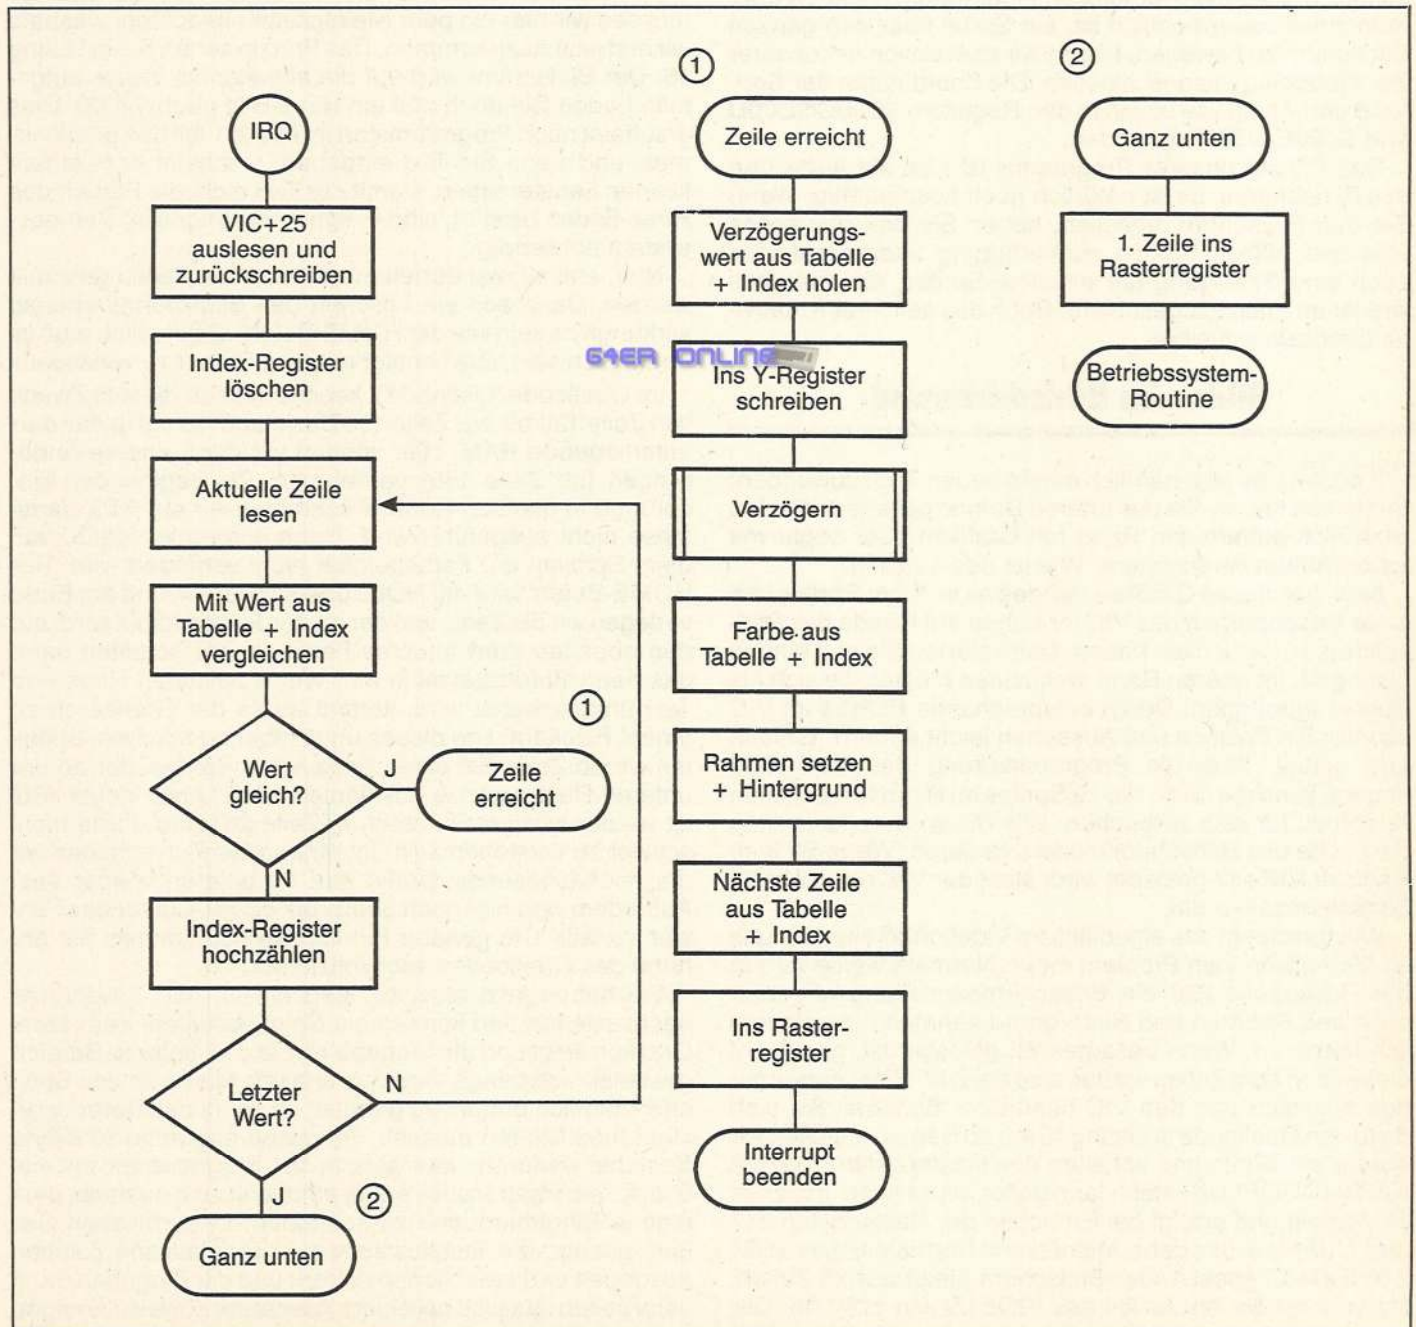 IRQ
VIC+25
auslesen und
zurückschreiben
Index-Register
löschen
Aktuelle Zeile
lesen
Mit Wert aus
Tabelle + Index
vergleichen
Wert
gleich?
J
1
Zeile
erreicht
N
Index-Register
hochzählen
Letzter
Wert?
N
J
2
Ganz unten
1
Zeile erreicht
Verzögerungs-
wert aus Tabelle
+ Index holen
64ER ONLINE
Ins Y-Register
schreiben
Verzögern
Farbe aus
Tabelle + Index
Rahmen setzen
+ Hintergrund
Nächste Zeile
aus Tabelle
+ Index
Ins Raster-
register
Interrupt
beenden
2
Ganz unten
1. Zeile ins
Rasterregister
Betriebssystem-
Routine